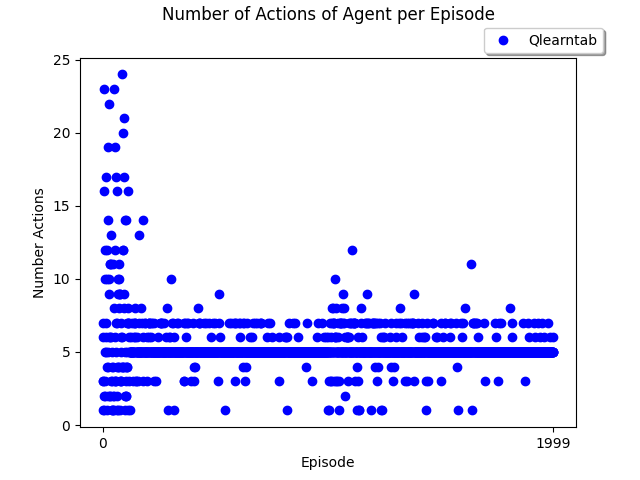 Number of Actions of Agent per Episode
Qlearntab
25
20
15
10
5
0
Number Actions
0 1999
Episode